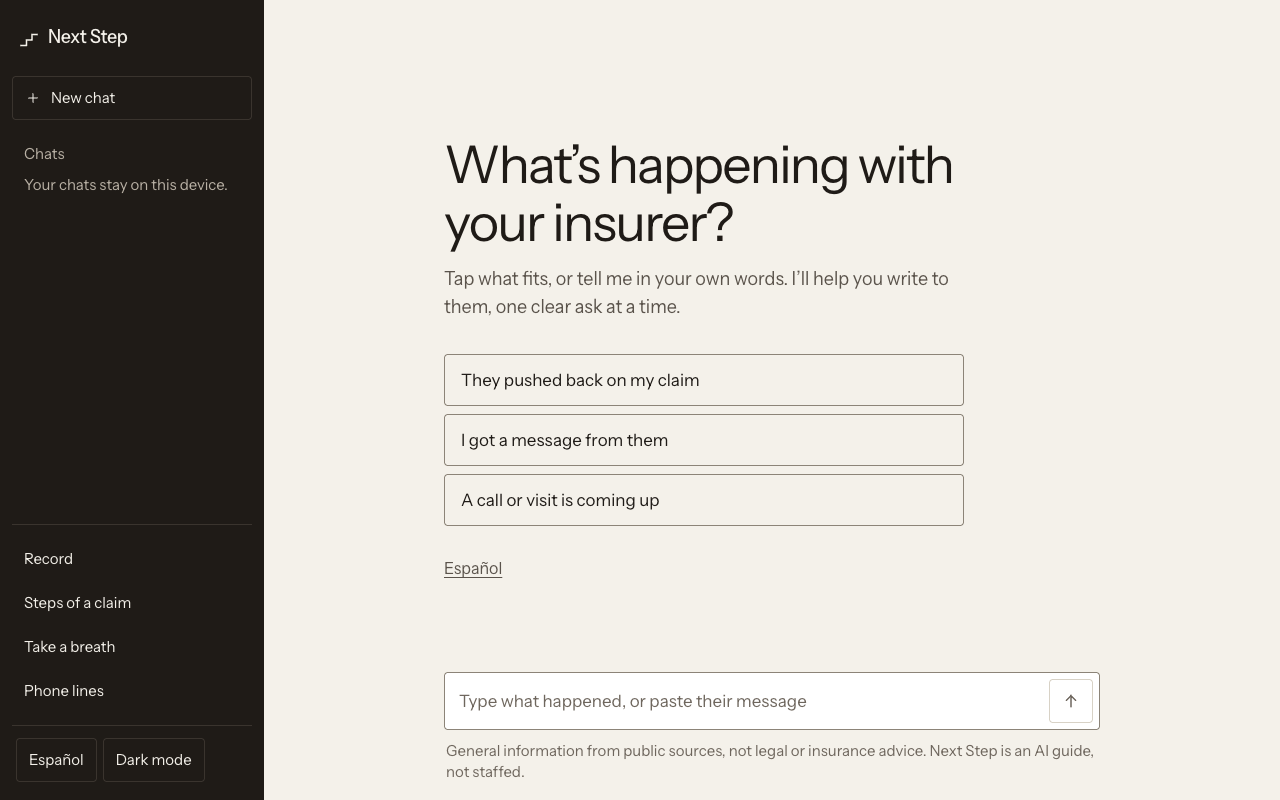 Next Step
New chat
Chats
Your chats stay on this device.
Record
Steps of a claim
Take a breath
Phone lines
Español
Dark mode
What’s happening with
your insurer?
Tap what fits, or tell me in your own words. I’ll help you write to
them, one clear ask at a time.
They pushed back on my claim
I got a message from them
A call or visit is coming up
Español
Type what happened, or paste their message
General information from public sources, not legal or insurance advice. Next Step is an AI guide,
not staffed.